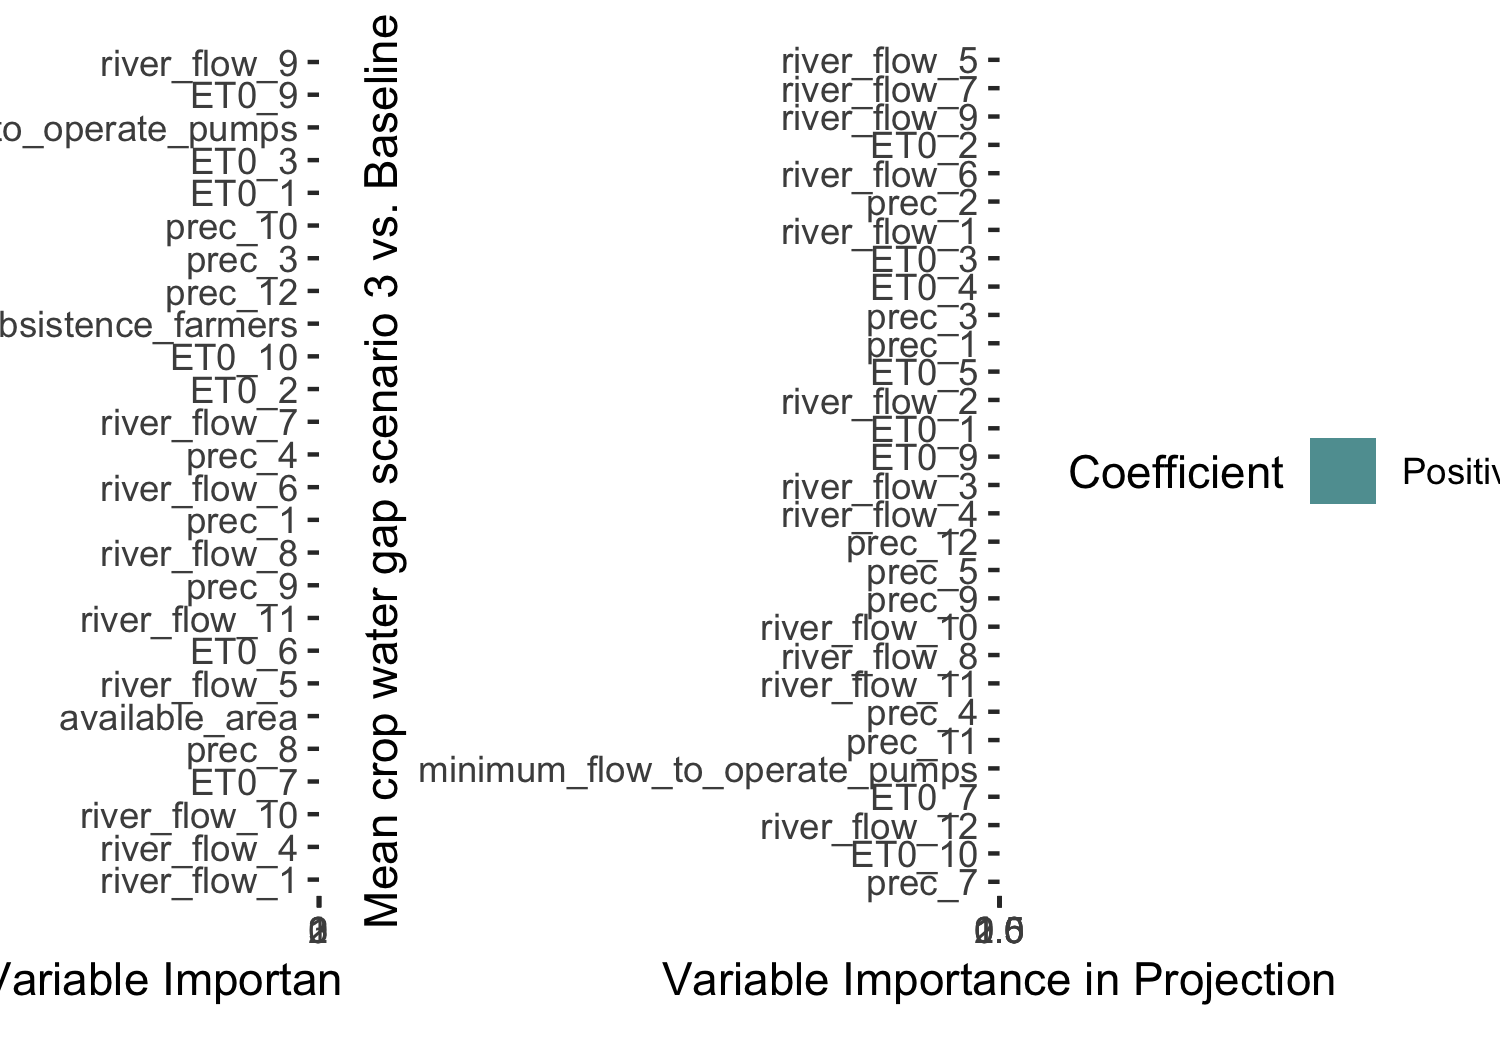 river_flow_9
ET0_9
to_operate_pumps
ET0_3
ET0_1
prec_10
prec_3
prec_12
bsistence_farmers
ET0_10
ET0_2
river_flow_7
prec_4
river_flow_6
prec_1
river_flow_8
prec_9
river_flow_11
ET0_6
river_flow_5
available_area
prec_8
ET0_7
river_flow_10
river_flow_4
river_flow_1
Variable Importan
Mean crop water gap scenario 3 vs. Baseline
river_flow_5
river_flow_7
river_flow_9
ET0_2
river_flow_6
prec_2
river_flow_1
ET0_3
ET0_4
prec_3
prec_1
ET0_5
river_flow_2
ET0_1
ET0_9
river_flow_3
river_flow_4
prec_12
prec_5
prec_9
river_flow_10
river_flow_8
river_flow_11
prec_4
prec_11
minimum_flow_to_operate_pumps
ET0_7
river_flow_12
ET0_10
prec_7
Variable Importance in Projection
Coefficient
Positiv